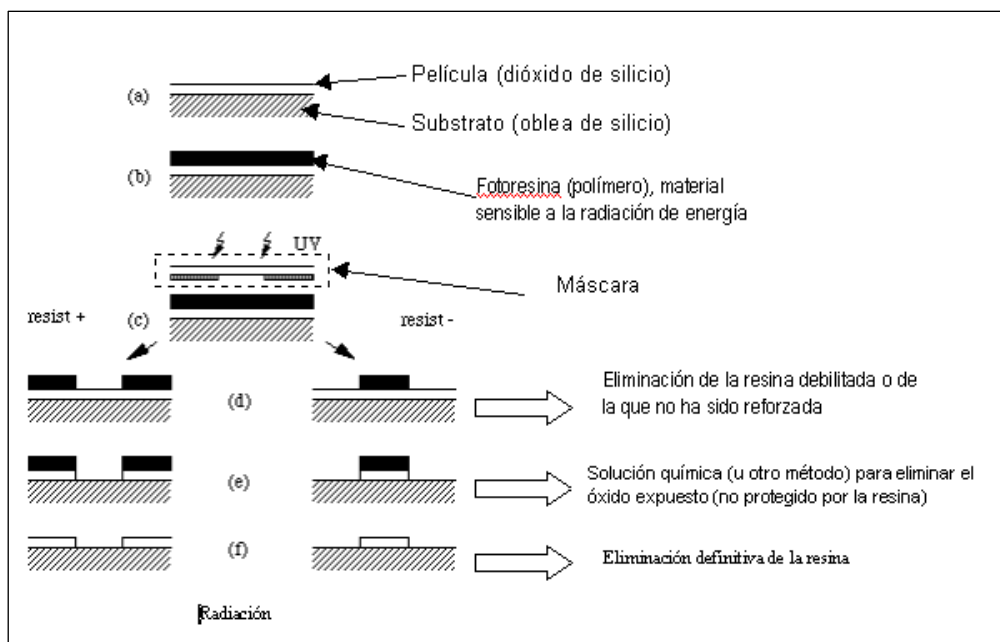 Película (dióxido de silicio)
(a)
Substrato (oblea de silicio)
(b)
Fotoresina (polímero), material
sensible a la radiación de energía
UV
Máscara
resist +
(c)
resist -
(d)
Eliminación de la resina debilitada o de
la que no ha sido reforzada
(e)
Solución química (u otro método) para eliminar el
óxido expuesto (no protegido por la resina)
(f)
Eliminación definitiva de la resina
Radiación